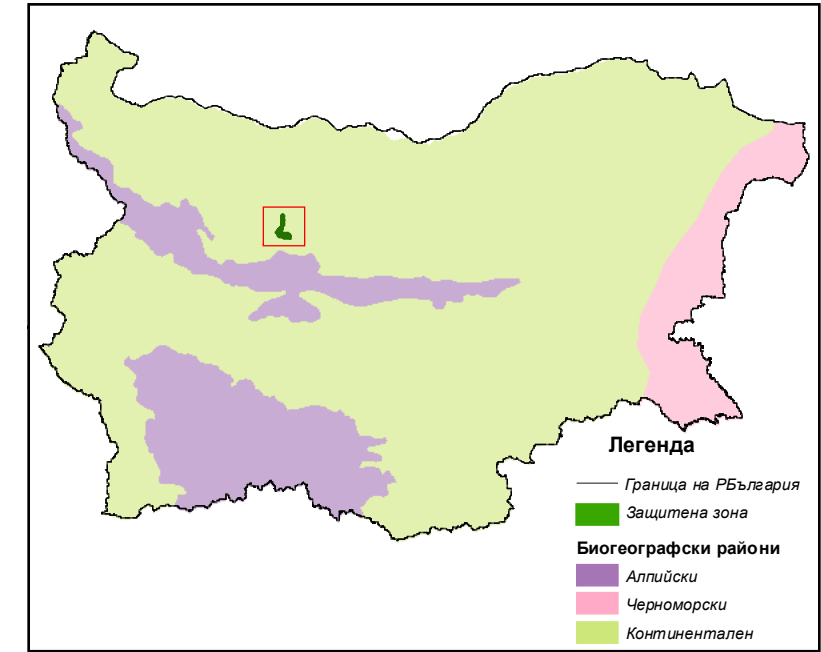 Легенда
Граница на РБългария
Защитена зона
Биогеографски райони
Алпийски
Черноморски
Континентален